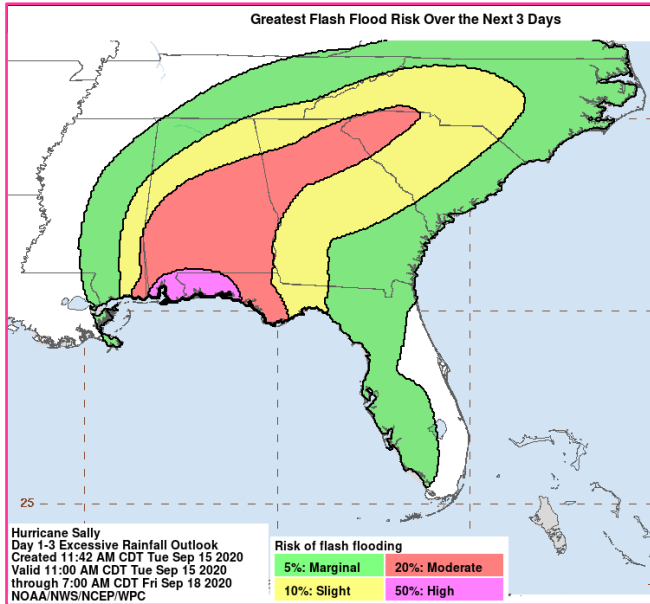 Greatest Flash Flood Risk Over the Next 3 Days
25
Hurricane Sally
Day 1-3 Excessive Rainfall Outlook
Created 11:42 AM CDT Tue Sep 15 2020
Valid 11:00 AM CDT Tue Sep 15 2020
through 7:00 AM CDT Fri Sep 18 2020
NOAA/NWS/NCEP/WPC
Risk of flash flooding
5%: Marginal
20%: Moderate
10%: Slight
50%: High